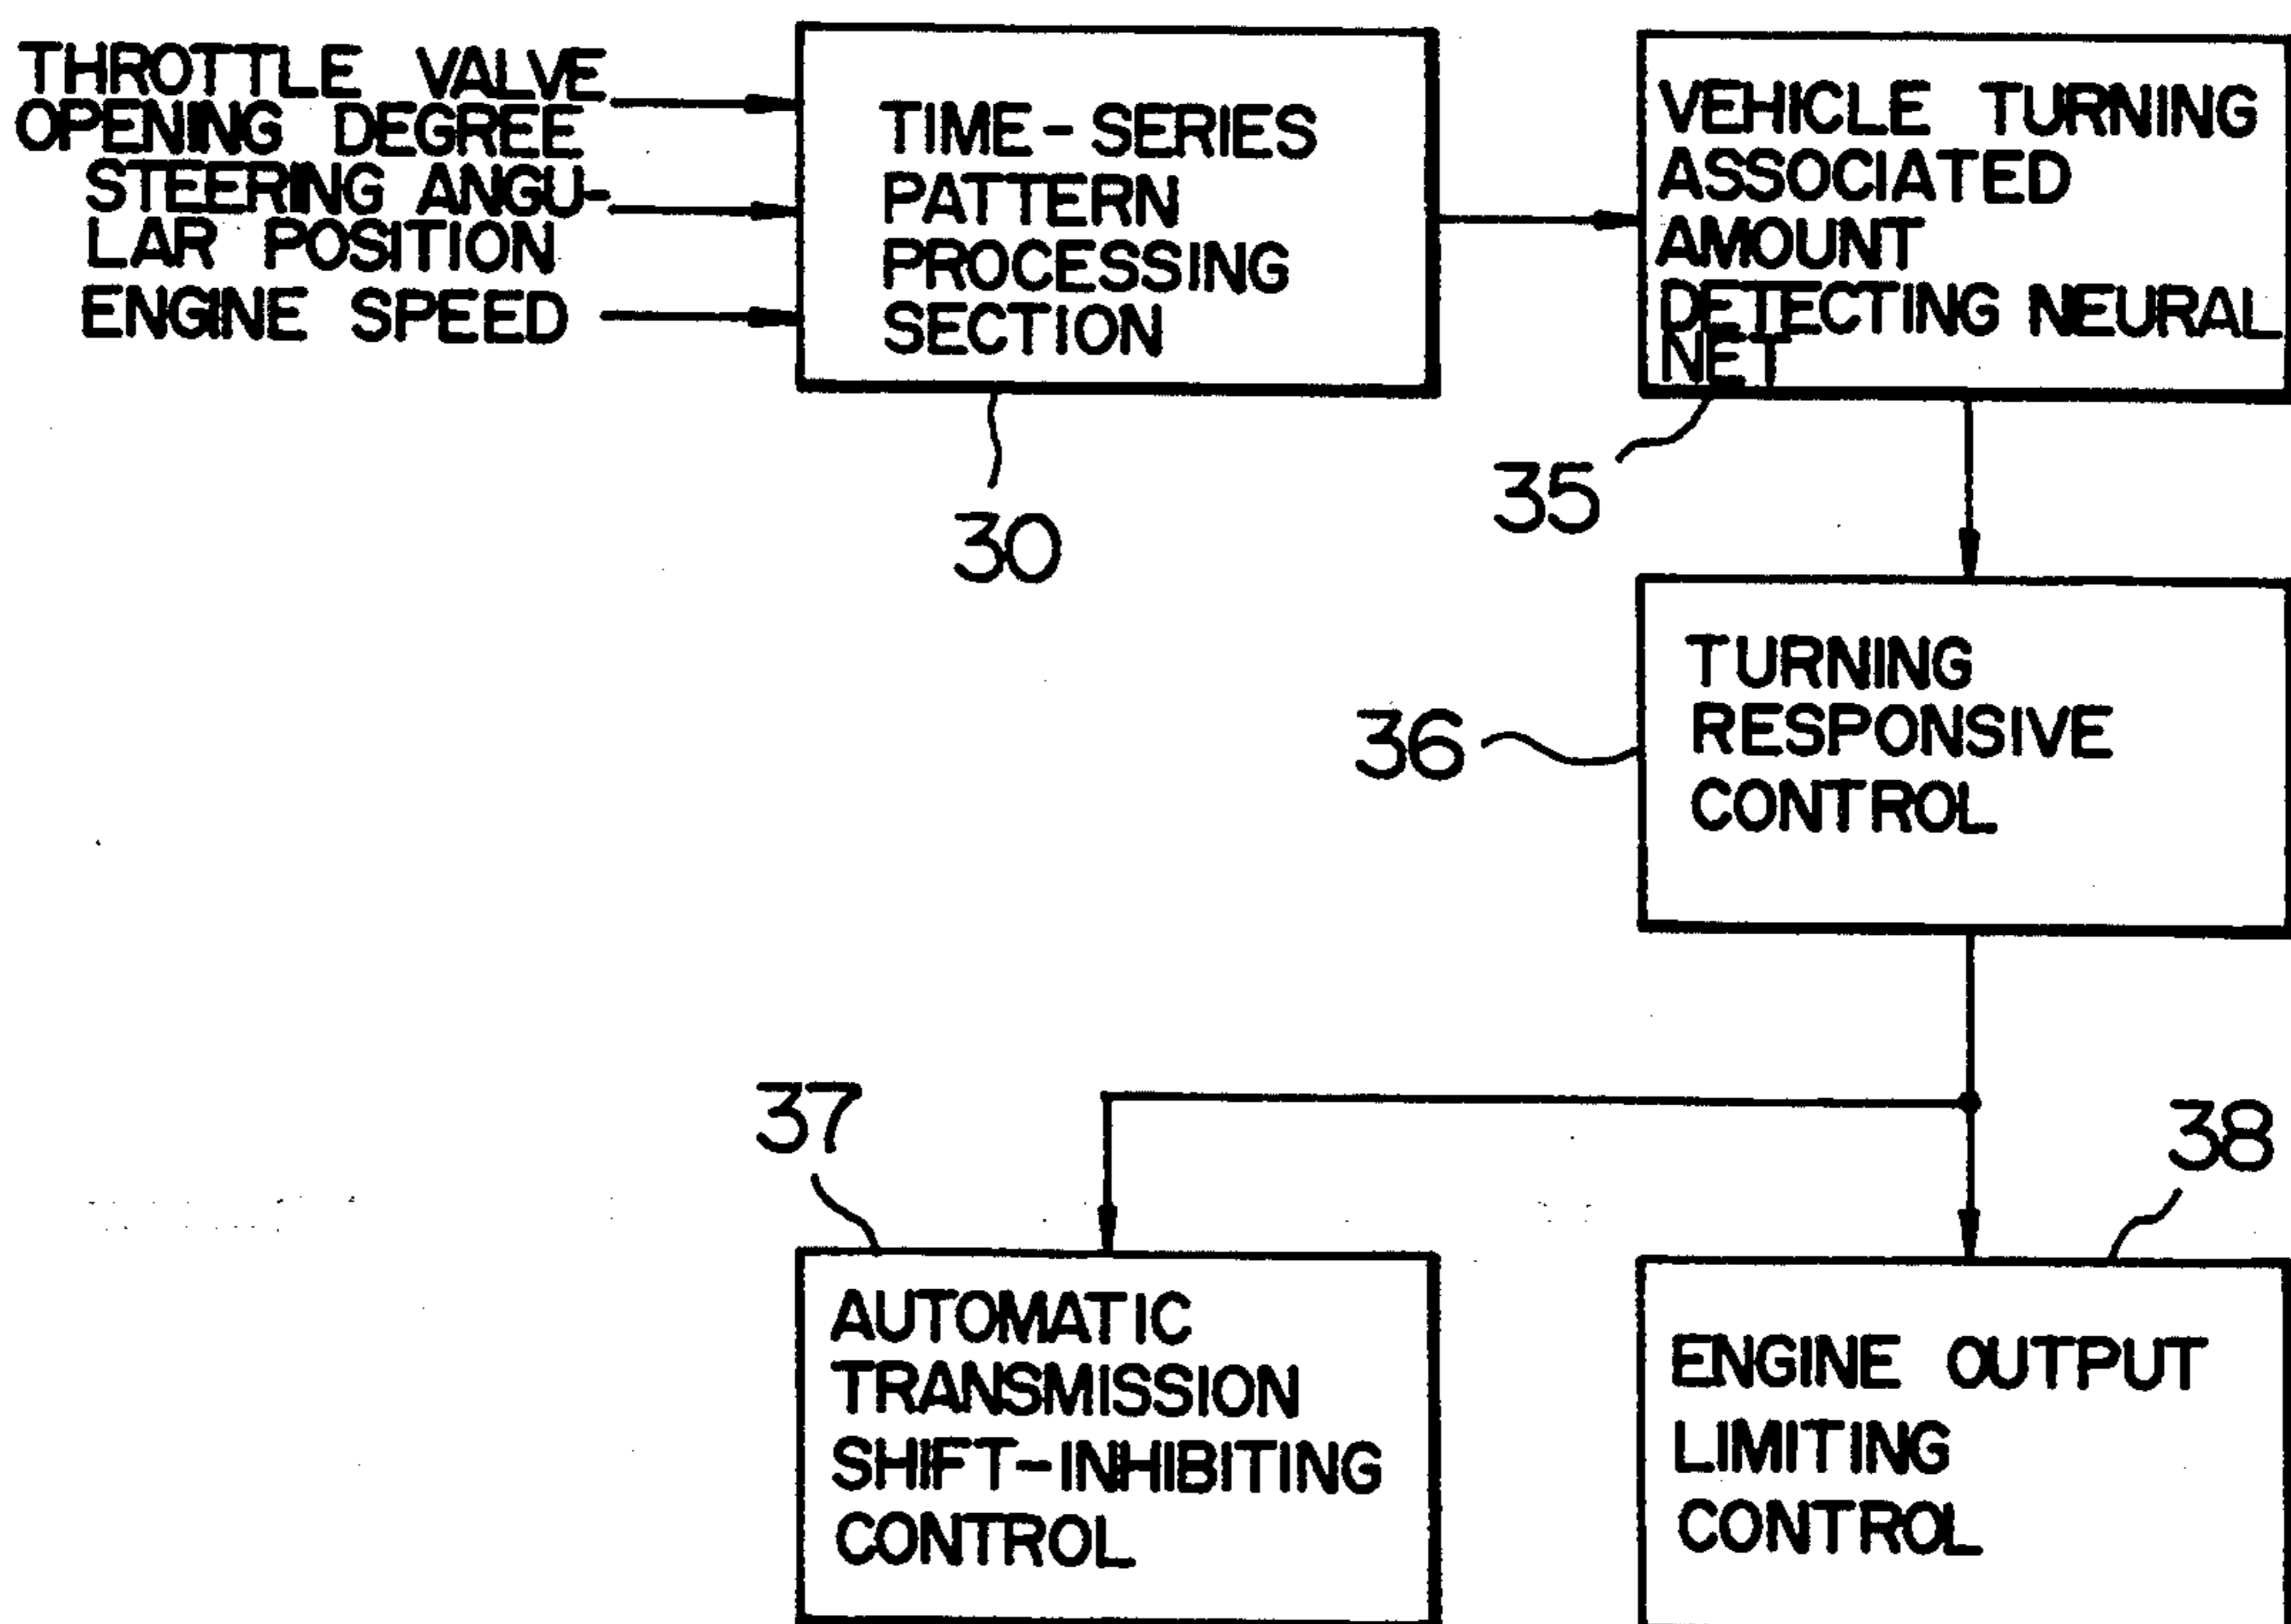 THROTTLE VALVE
OPENING DEGREE
STEERING ANGU-
LAR POSITION
ENGINE SPEED
TIME-SERIES
PATTERN
PROCESSING
SECTION
30
VEHICLE TURNING
ASSOCIATED
AMOUNT
DETECTING NEURAL
NET
35
TURNING
RESPONSIVE
CONTROL
36
37
AUTOMATIC
TRANSMISSION
SHIFT-INHIBITING
CONTROL
38
ENGINE OUTPUT
LIMITING
CONTROL